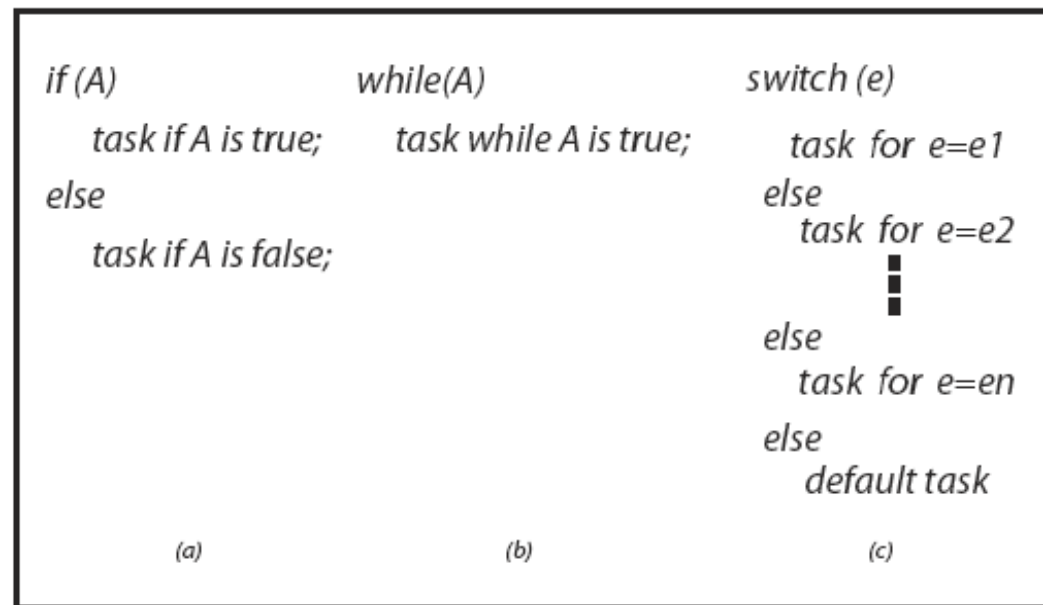 if (A)
task if A is true;
else
task if A is false;
(a)
while(A)
task while A is true;
(b)
switch (e)
task for e=e1
else
task for e=e2
else
task for e=en
else
default task
(c)